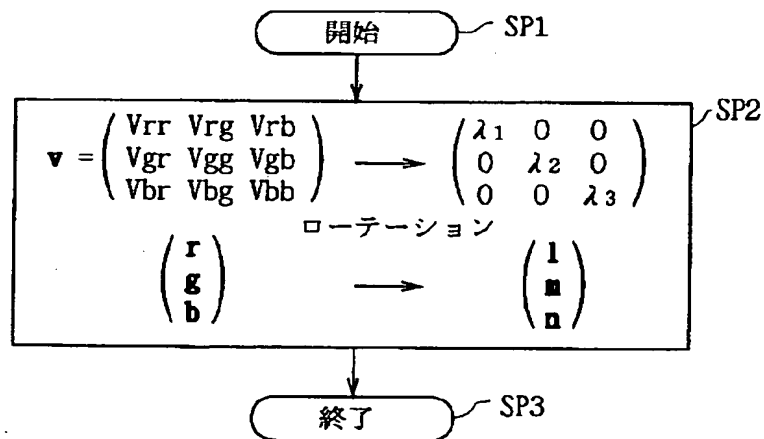 開始 SP1
SP2
Vrr Vrg Vrb λ1 0 0
v = Vgr Vgg Vgb → 0 λ2 0
Vbr Vbg Vbb 0 0 λ3
ローテーション
r l
g → m
b n
終了 SP3